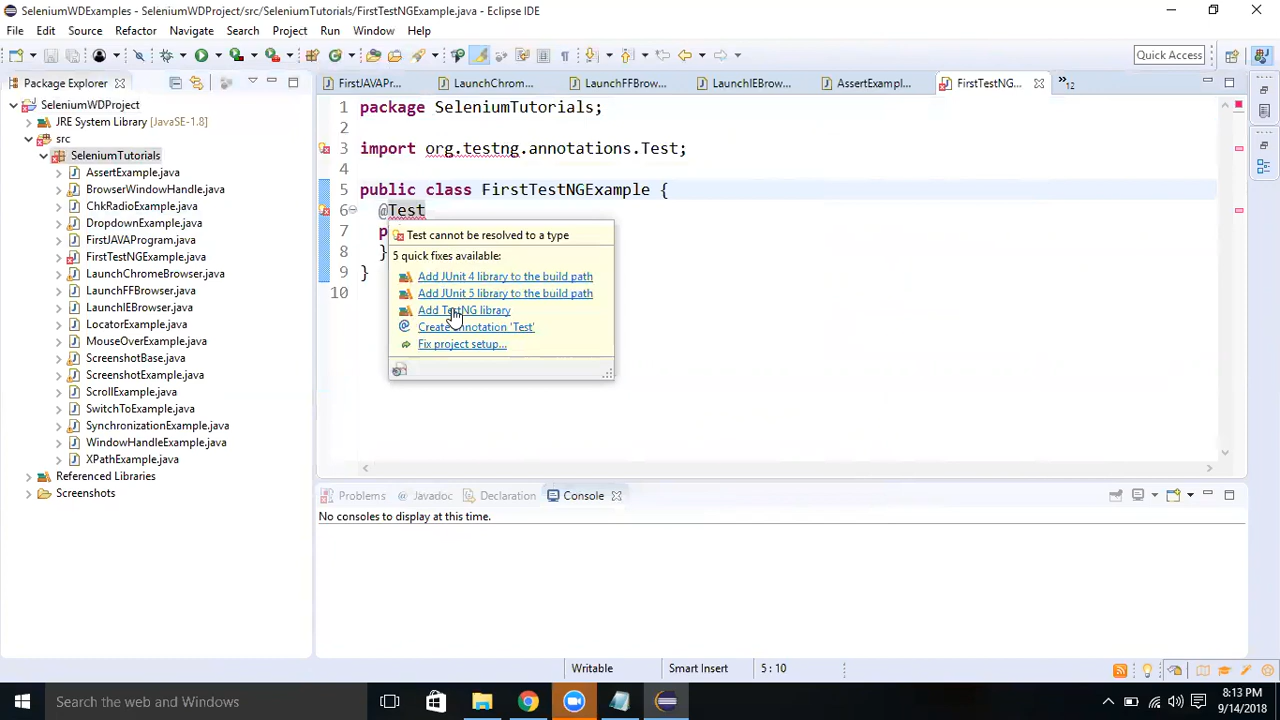 SeleniumWDExamples - SeleniumWDProject/src/SeleniumTutorials/FirstTestNGExample.java - Eclipse IDE
File Edit Source Refactor Navigate Search Project Run Window Help
Quick Access
Package Explorer
SeleniumWDProject
JRE System Library [JavaSE-1.8]
src
SeleniumTutorials
AssertExample.java
BrowserWindowHandle.java
ChkRadioExample.java
DropdownExample.java
FirstJAVAProgram.java
FirstTestNGExample.java
LaunchChromeBrowser.java
LaunchFFBrowser.java
LaunchIEBrowser.java
LocatorExample.java
MouseOverExample.java
ScreenshotBase.java
ScreenshotExample.java
ScrollExample.java
SwitchToExample.java
SynchronizationExample.java
WindowHandleExample.java
XPathExample.java
Referenced Libraries
Screenshots
FirstJAVAPr... LaunchChrom... LaunchFFBrow... LaunchIEBrow... AssertExampl... FirstTestNG... 12
1 package SeleniumTutorials;
2
3 import org.testng.annotations.Test;
4
5 public class FirstTestNGExample {
6 @Test
7 p
8 }
9 }
10
Test cannot be resolved to a type
5 quick fixes available:
Add JUnit 4 library to the build path
Add JUnit 5 library to the build path
Add TestNG library
Create annotation 'Test'
Fix project setup...
Problems Javadoc Declaration Console
No consoles to display at this time.
Writable Smart Insert 5 : 10
Search the web and Windows
8:13 PM
9/14/2018